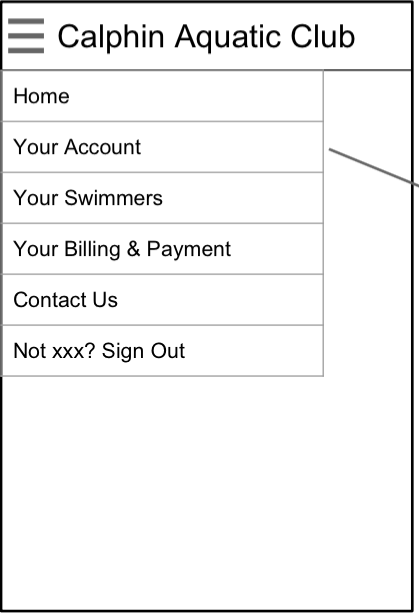 Calphin Aquatic Club
Home
Your Account
Your Swimmers
Your Billing & Payment
Contact Us
Not xxx? Sign Out